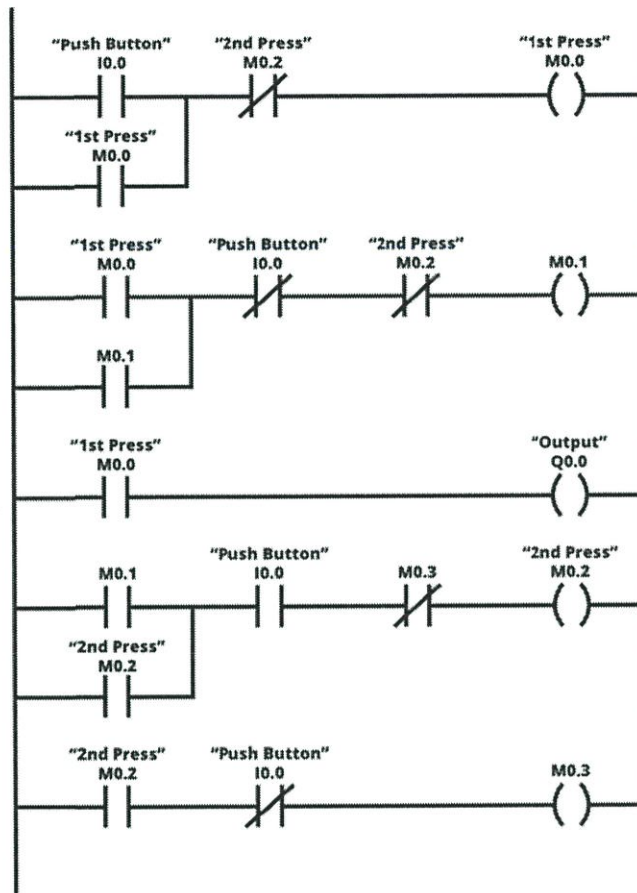 “Push Button” “2nd Press” “1st Press”
I0.0 M0.2 M0.0
“1st Press”
M0.0
“1st Press” “Push Button” “2nd Press”
M0.0 I0.0 M0.2 M0.1
M0.1
“1st Press” “Output”
M0.0 Q0.0
“Push Button” “2nd Press”
M0.1 I0.0 M0.3 M0.2
“2nd Press”
M0.2
“2nd Press” “Push Button”
M0.2 I0.0 M0.3